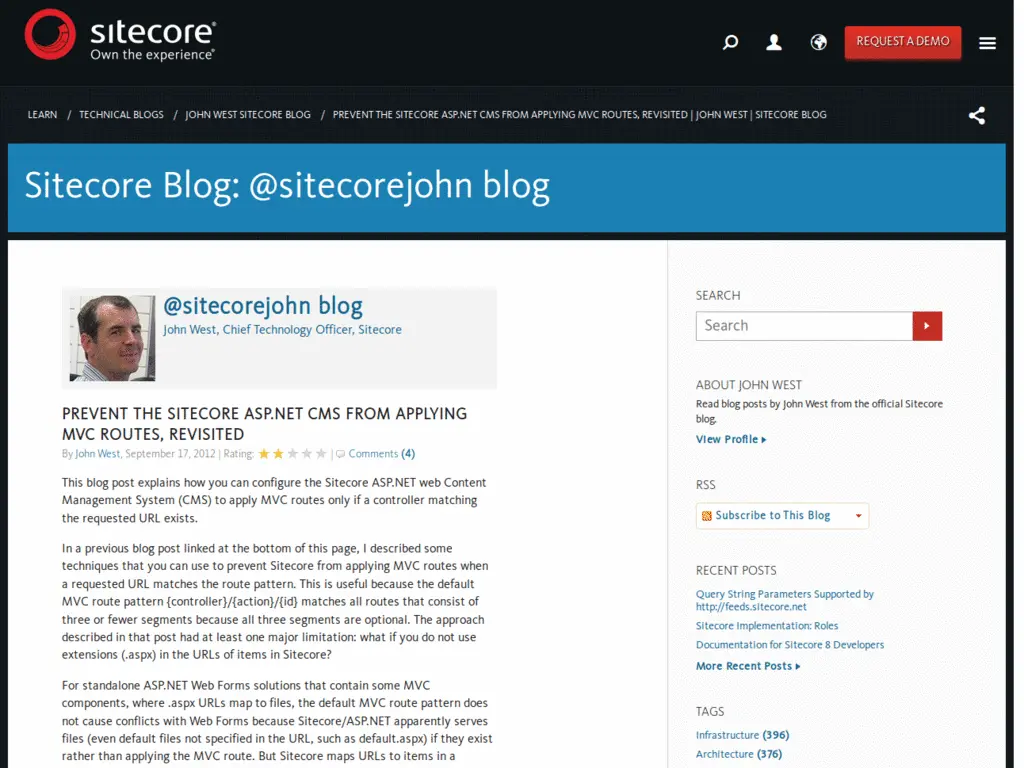 sitecore®
Own the experience®
REQUEST A DEMO
LEARN / TECHNICAL BLOGS / JOHN WEST SITECORE BLOG / PREVENT THE SITECORE ASP.NET CMS FROM APPLYING MVC ROUTES, REVISITED | JOHN WEST | SITECORE BLOG
Sitecore Blog: @sitecorejohn blog
@sitecorejohn blog
John West, Chief Technology Officer, Sitecore
PREVENT THE SITECORE ASP.NET CMS FROM APPLYING
MVC ROUTES, REVISITED
By John West, September 17, 2012 | Rating: | Comments (4)
This blog post explains how you can configure the Sitecore ASP.NET web Content
Management System (CMS) to apply MVC routes only if a controller matching
the requested URL exists.
In a previous blog post linked at the bottom of this page, I described some
techniques that you can use to prevent Sitecore from applying MVC routes when
a requested URL matches the route pattern. This is useful because the default
MVC route pattern {controller}/{action}/{id} matches all routes that consist of
three or fewer segments because all three segments are optional. The approach
described in that post had at least one major limitation: what if you do not use
extensions (.aspx) in the URLs of items in Sitecore?
For standalone ASP.NET Web Forms solutions that contain some MVC
components, where .aspx URLs map to files, the default MVC route pattern does
not cause conflicts with Web Forms because Sitecore/ASP.NET apparently serves
files (even default files not specified in the URL, such as default.aspx) if they exist
rather than applying the MVC route. But Sitecore maps URLs to items in a
SEARCH
Search
ABOUT JOHN WEST
Read blog posts by John West from the official Sitecore
blog.
View Profile
RSS
Subscribe to This Blog
RECENT POSTS
Query String Parameters Supported by
http://feeds.sitecore.net
Sitecore Implementation: Roles
Documentation for Sitecore 8 Developers
More Recent Posts
TAGS
Infrastructure (396)
Architecture (376)